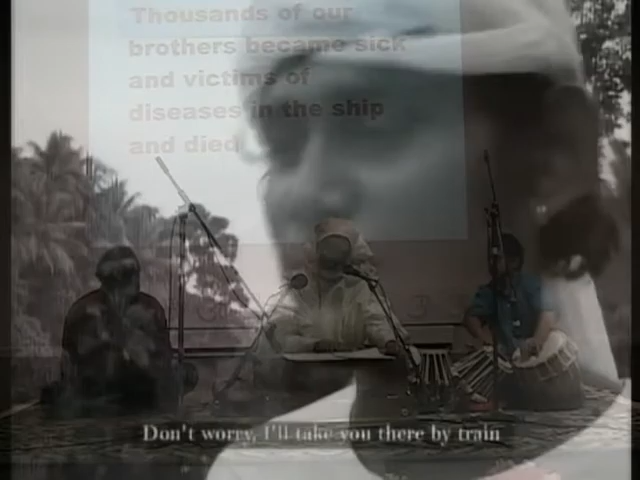 Thousands of our
brothers became sick
and victims of
diseases in the ship
and died
Don't worry, I'll take you there by train